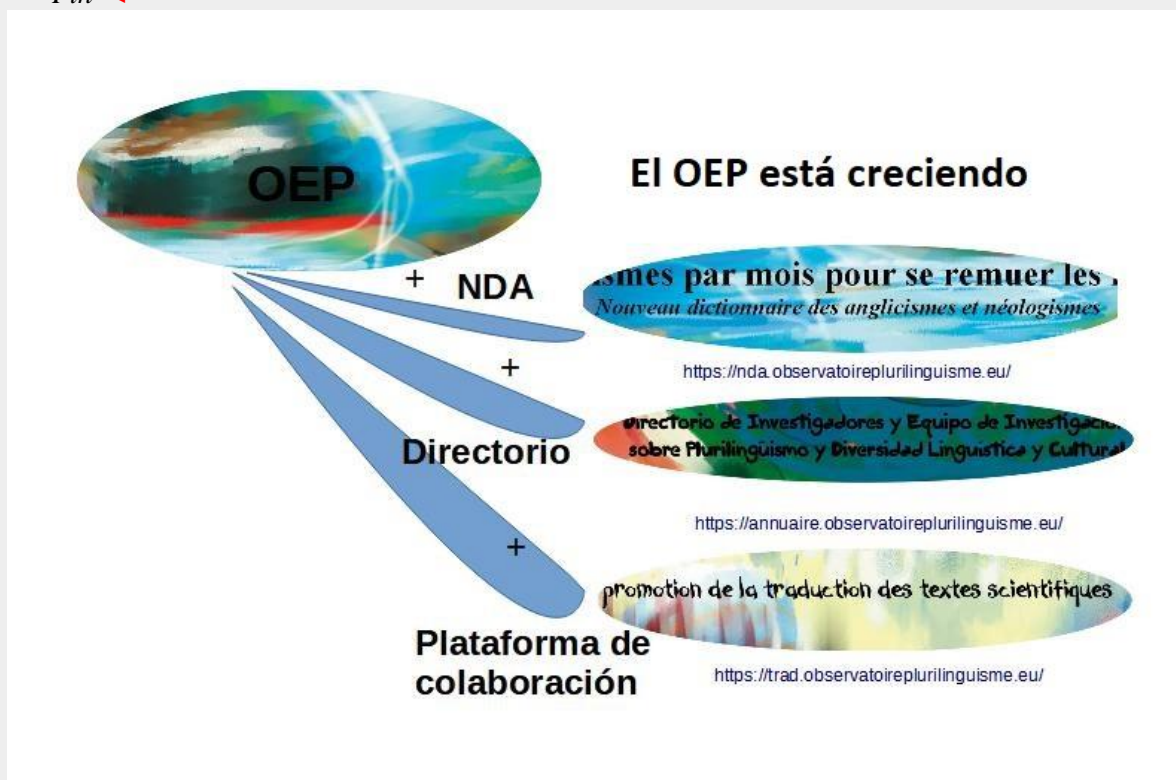 OEP
El OEP está creciendo
+
NDA
par mois pour se remuer les
Nouveau dictionnaire des anglicismes et néologismes
https://nda.observatoireplurilinguisme.eu/
+
Directorio
Directorio de Investigadores y Equipo de
sobre Plurilingüismo y Diversidad Linguistica y Cultural
https://annuaire.observatoireplurilinguisme.eu/
+
Plataforma de
colaboración
promotion de la traduction des textes scientifiques
https://trad.observatoireplurilinguisme.eu/